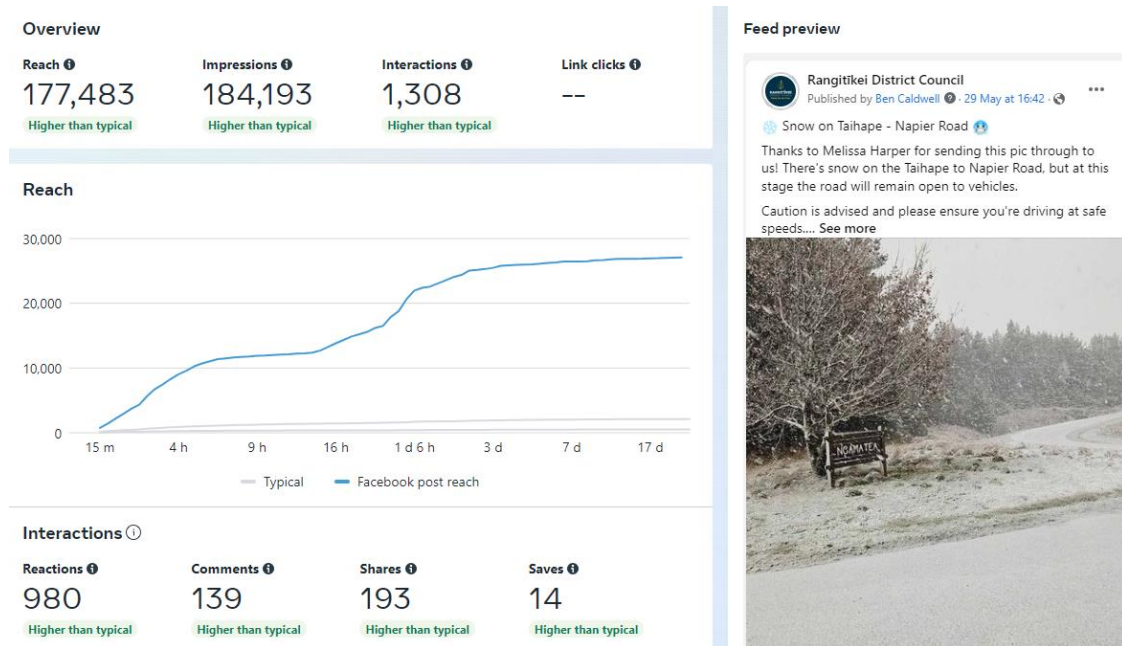 Overview
Reach
Impressions
Interactions
Link clicks
177,483
184,193
1,308
--
Higher than typical
Higher than typical
Higher than typical
Reach
30,000
20,000
10,000
0
15 m
4 h
9 h
16 h
1 d 6 h
3 d
7 d
17 d
Typical
Facebook post reach
Interactions
Reactions
Comments
Shares
Saves
980
139
193
14
Higher than typical
Higher than typical
Higher than typical
Higher than typical
Feed preview
Rangitīkei District Council
Published by Ben Caldwell · 29 May at 16:42 ·
Snow on Taihape - Napier Road
Thanks to Melissa Harper for sending this pic through to
us! There's snow on the Taihape to Napier Road, but at this
stage the road will remain open to vehicles.
Caution is advised and please ensure you're driving at safe
speeds.... See more
NGAMATEA